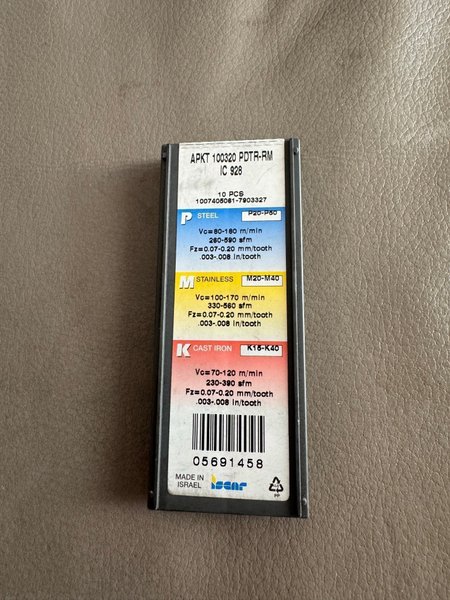 APKT 100320 PDTR-RM
IC 928
10 PCS
1007405081-7903327
P STEEL P20-P50
Vc=80-180 m/min
260-590 sfm
Fz=0.07-0.20 mm/tooth
.003-.008 in/tooth
M STAINLESS M20-M40
Vc=100-170 m/min
330-560 sfm
Fz=0.07-0.20 mm/tooth
.003-.008 in/tooth
K CAST IRON K15-K40
Vc=70-120 m/min
230-390 sfm
Fz=0.07-0.20 mm/tooth
.003-.008 in/tooth
05691458
MADE IN
ISRAEL
iscar
PP